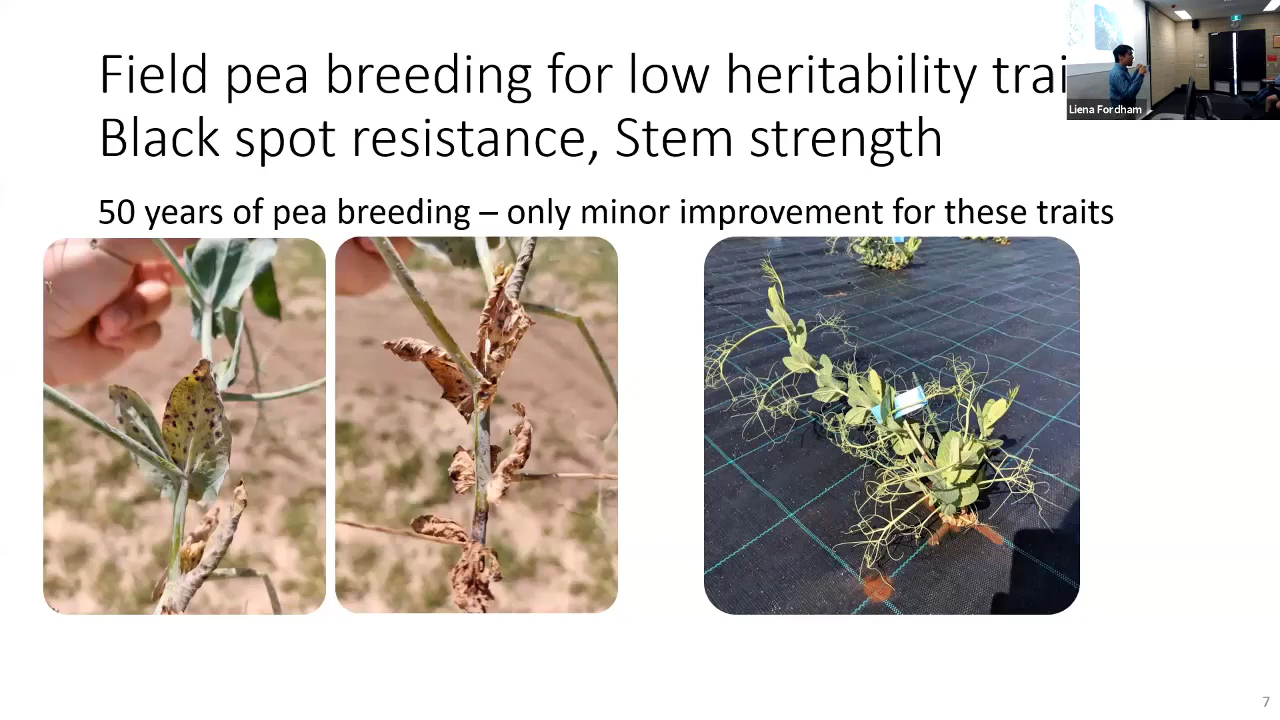 Field pea breeding for low heritability trai
Black spot resistance, Stem strength
50 years of pea breeding – only minor improvement for these traits
Liena Fordham
7